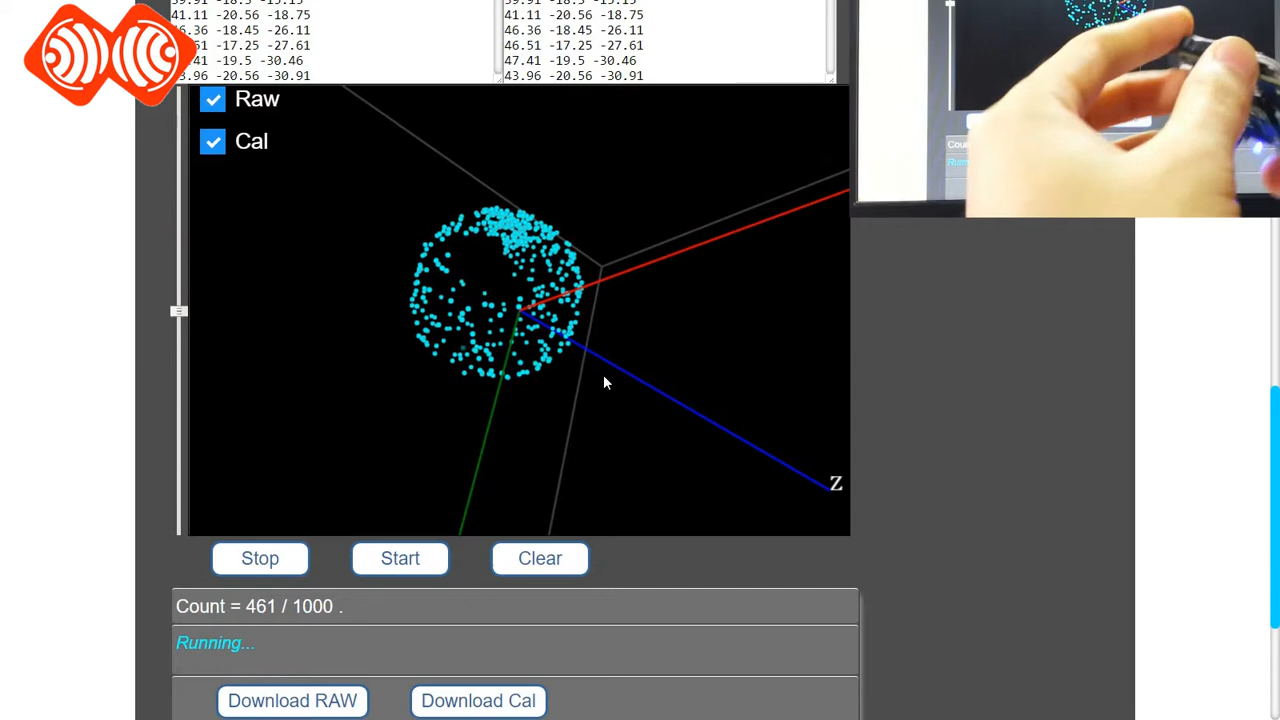 41.11 -20.56 -18.75
46.36 -18.45 -26.11
46.51 -17.25 -27.61
47.41 -19.5 -30.46
43.96 -20.56 -30.91
41.11 -20.56 -18.75
46.36 -18.45 -26.11
46.51 -17.25 -27.61
47.41 -19.5 -30.46
43.96 -20.56 -30.91
Raw
Cal
Z
Stop Start Clear
Count = 461 / 1000 .
Running...
Download RAW Download Cal